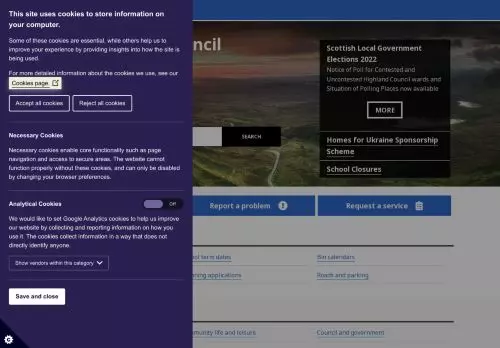 This site uses cookies to store information on
your computer.
Some of these cookies are essential, while others help us to
improve your experience by providing insights into how the site is
being used.
For more detailed information about the cookies we use, see our
Cookies page.
Accept all cookies
Reject all cookies
Necessary Cookies
Necessary cookies enable core functionality such as page
navigation and access to secure areas. The website cannot
function properly without these cookies, and can only be disabled
by changing your browser preferences.
Analytical Cookies
Off
We would like to set Google Analytics cookies to help us improve
our website by collecting and reporting information on how you
use it. The cookies collect information in a way that does not
directly identify anyone.
Show vendors within this category
Save and close
uncil
SEARCH
Scottish Local Government
Elections 2022
Notice of Poll for Contested and
Uncontested Highland Council wards and
Situation of Polling Places now available
MORE
Homes for Ukraine Sponsorship
Scheme
School Closures
Report a problem
Request a service
ool term dates
Bin calendars
nning applications
Roads and parking
mmunity life and leisure
Council and government